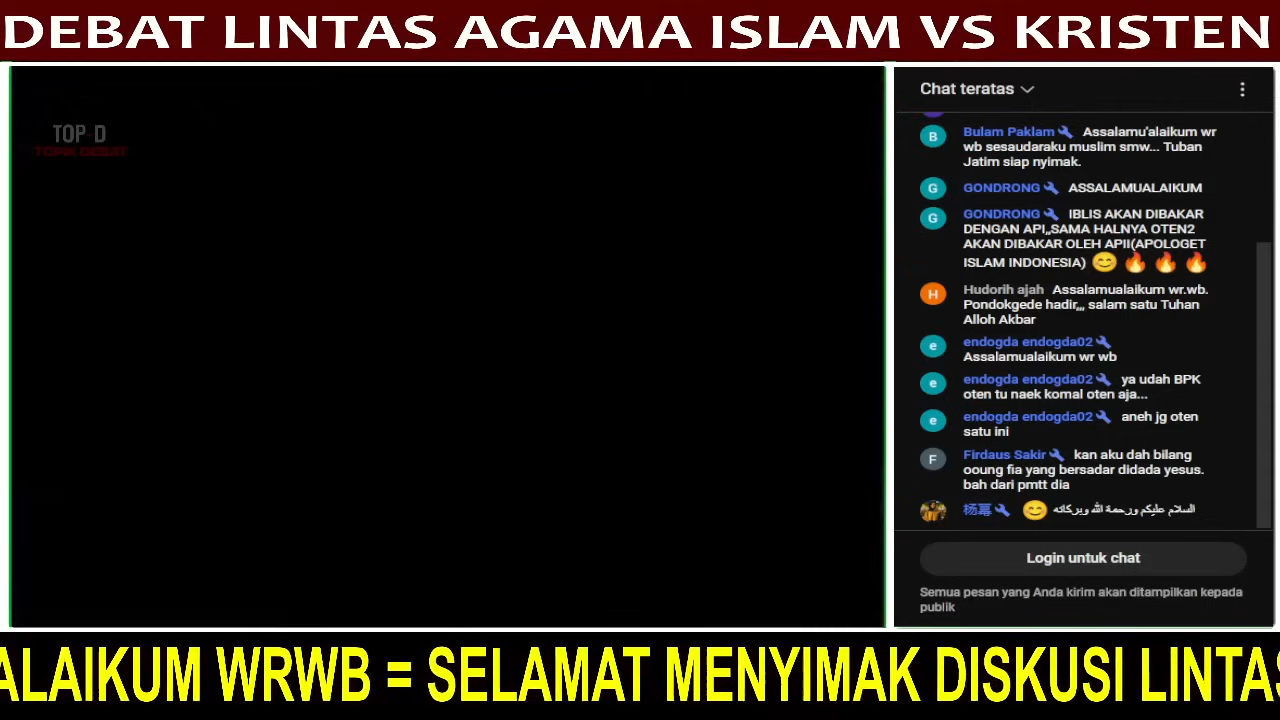 DEBAT LINTAS AGAMA ISLAM VS KRISTEN
TOP-D
TOPIK DEBAT
Chat teratas
B
Bulam Paklam Assalamu'alaikum wr
wb sesaudaraku muslim smw... Tuban
Jatim siap nyimak.
G
GONDRONG ASSALAMUALAIKUM
G
GONDRONG IBLIS AKAN DIBAKAR
DENGAN API,,SAMA HALNYA OTEN2
AKAN DIBAKAR OLEH APII(APOLOGET
ISLAM INDONESIA) 😊 🔥 🔥 🔥
H
Hudorih ajah Assalamualaikum wr.wb.
Pondokgede hadir,,, salam satu Tuhan
Alloh Akbar
e
endogda endogda02
Assalamualaikum wr wb
e
endogda endogda02 ya udah BPK
oten tu naek komal oten aja...
e
endogda endogda02 aneh jg oten
satu ini
F
Firdaus Sakir kan aku dah bilang
ooung fia yang bersadar didada yesus.
bah dari pmtt dia
杨幂 😊 السلام عليكم ورحمة الله وبركاته
Login untuk chat
Semua pesan yang Anda kirim akan ditampilkan kepada
publik
ALAIKUM WRWB = SELAMAT MENYIMAK DISKUSI LINTAS